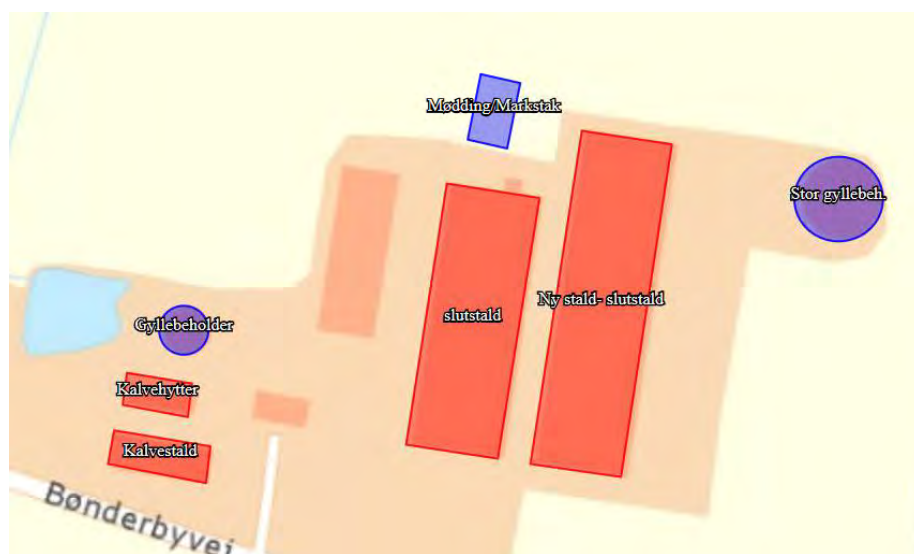 Mødding/Markstak
Stor gyllebeh.
Ny stald- slutstald
slutstald
Gyllebeholder
Kalvehytter
Kalvestald
Bønderbyvej